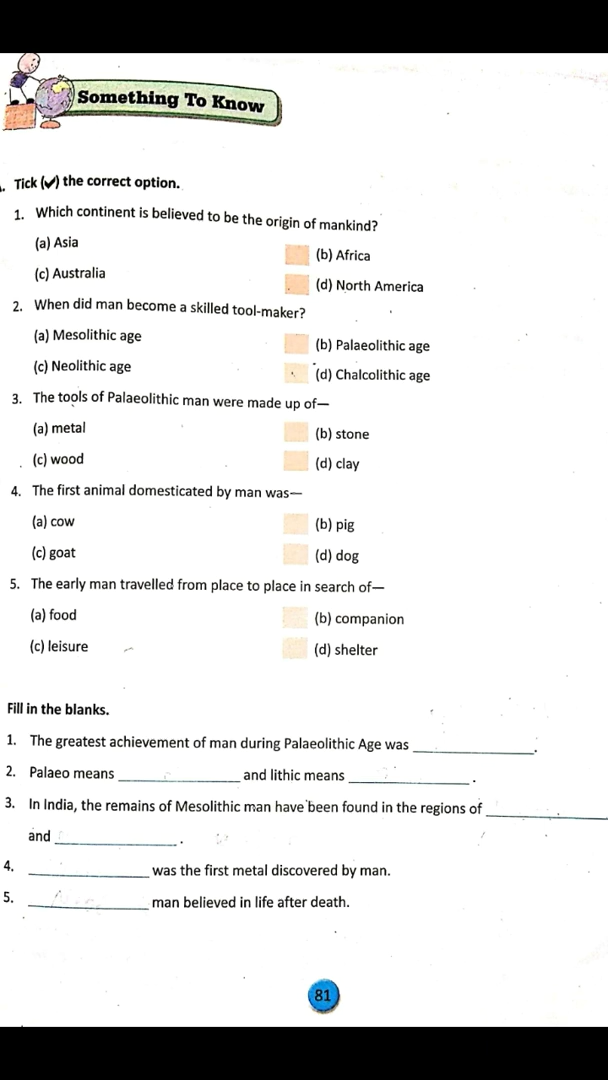 Something To Know
Tick (✔) the correct option.
1. Which continent is believed to be the origin of mankind?
(a) Asia (b) Africa
(c) Australia (d) North America
2. When did man become a skilled tool-maker?
(a) Mesolithic age (b) Palaeolithic age
(c) Neolithic age (d) Chalcolithic age
3. The tools of Palaeolithic man were made up of—
(a) metal (b) stone
(c) wood (d) clay
4. The first animal domesticated by man was—
(a) cow (b) pig
(c) goat (d) dog
5. The early man travelled from place to place in search of—
(a) food (b) companion
(c) leisure (d) shelter
Fill in the blanks.
1. The greatest achievement of man during Palaeolithic Age was ____________.
2. Palaeo means ____________ and lithic means ____________.
3. In India, the remains of Mesolithic man have been found in the regions of ____________
and ____________.
4. ____________ was the first metal discovered by man.
5. ____________ man believed in life after death.
81